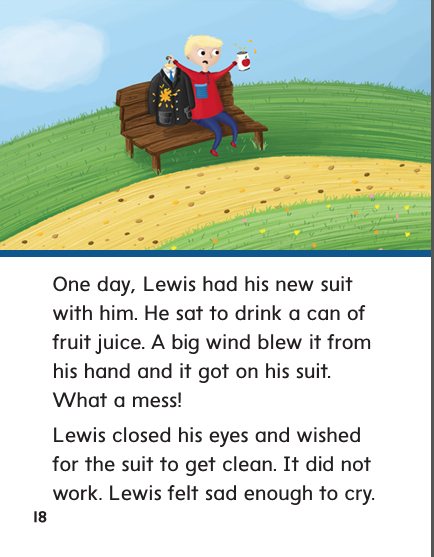 One day, Lewis had his new suit
with him. He sat to drink a can of
fruit juice. A big wind blew it from
his hand and it got on his suit.
What a mess!
Lewis closed his eyes and wished
for the suit to get clean. It did not
work. Lewis felt sad enough to cry.
18